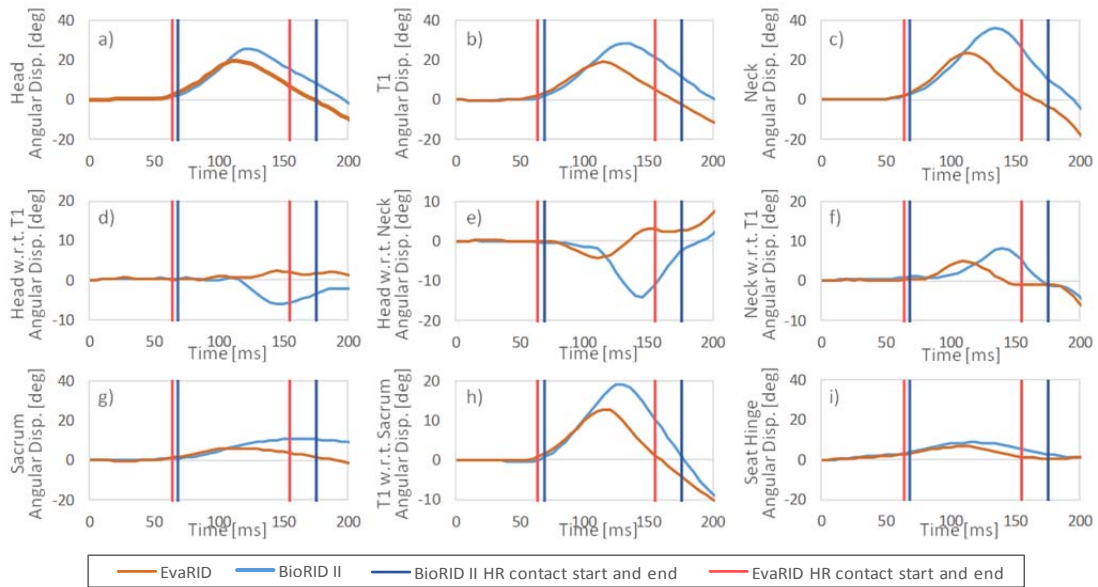 a)
Head
Angular Disp. [deg]
40
20
0
-20
0 50 100 150 200
Time [ms]
b)
T1
Angular Disp. [deg]
40
20
0
-20
0 50 100 150 200
Time [ms]
c)
Neck
Angular Disp. [deg]
40
20
0
-20
0 50 100 150 200
Time [ms]
d)
Head w.r.t. T1
Angular Disp. [deg]
20
10
0
-10
0 50 100 150 200
Time [ms]
e)
Head w.r.t. Neck
Angular Disp. [deg]
10
0
-10
-20
0 50 100 150 200
Time [ms]
f)
Neck w.r.t. T1
Angular Disp. [deg]
20
10
0
-10
0 50 100 150 200
Time [ms]
g)
Sacrum
Angular Disp. [deg]
40
20
0
-20
0 50 100 150 200
Time [ms]
h)
T1 w.r.t. Sacrum
Angular Disp. [deg]
20
10
0
-10
0 50 100 150 200
Time [ms]
i)
Seat Hinge
Angular Disp. [deg]
40
20
0
-20
0 50 100 150 200
Time [ms]
EvaRID BioRID II BioRID II HR contact start and end EvaRID HR contact start and end